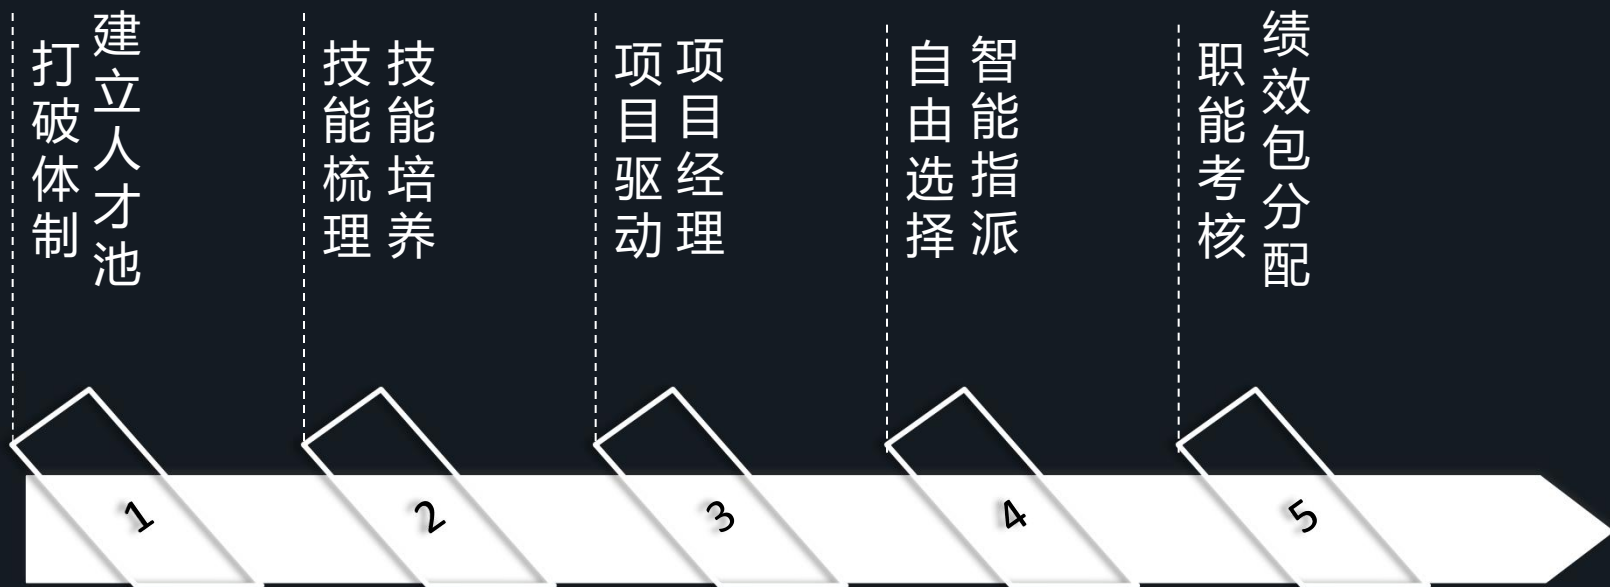 打破体制
建立人才池
技能梳理
技能培养
项目驱动
项目经理
自由选择
智能指派
职能考核
绩效包分配
1
2
3
4
5